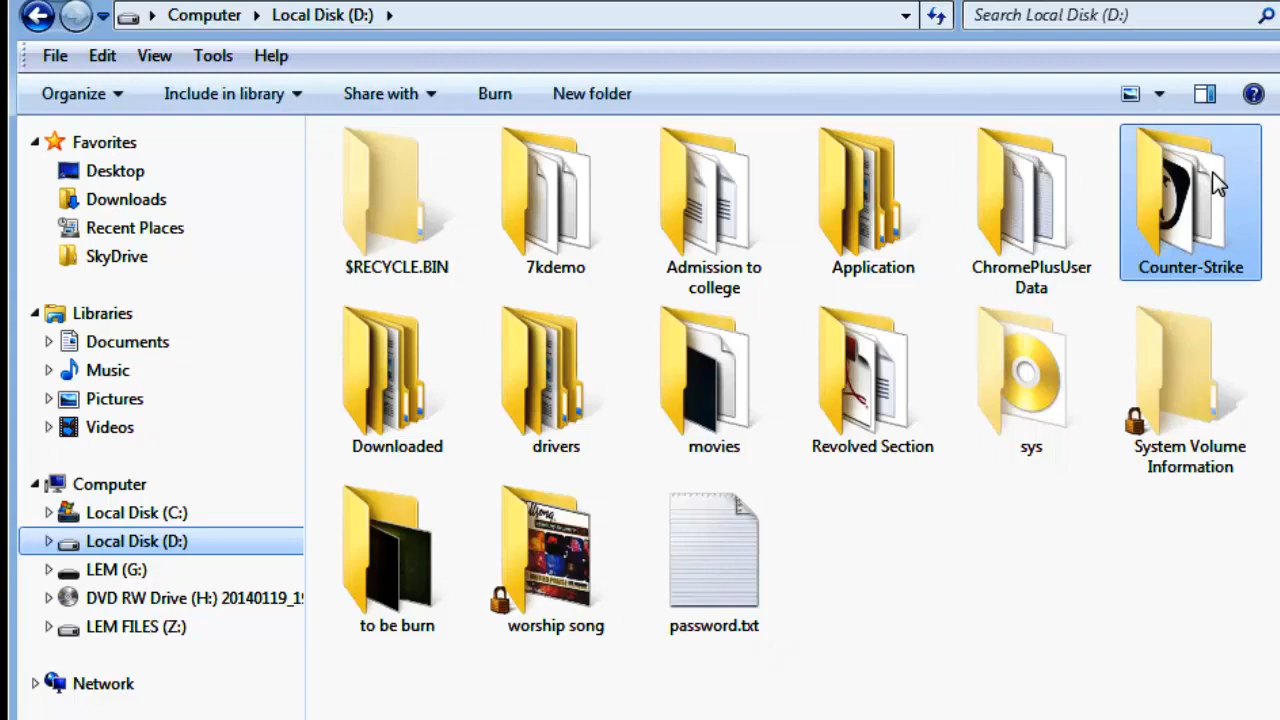 Computer Local Disk (D:)
Search Local Disk (D:)
File Edit View Tools Help
Organize Include in library Share with Burn New folder
Favorites
Desktop
Downloads
Recent Places
SkyDrive
Libraries
Documents
Music
Pictures
Videos
Computer
Local Disk (C:)
Local Disk (D:)
LEM (G:)
DVD RW Drive (H:)
LEM FILES (Z:)
Network
$RECYCLE.BIN
7kdemo
Admission to
college
Application
ChromePlusUser
Data
Counter-Strike
Downloaded
drivers
movies
Revolved Section
sys
System Volume
Information
to be burn
worship song
password.txt